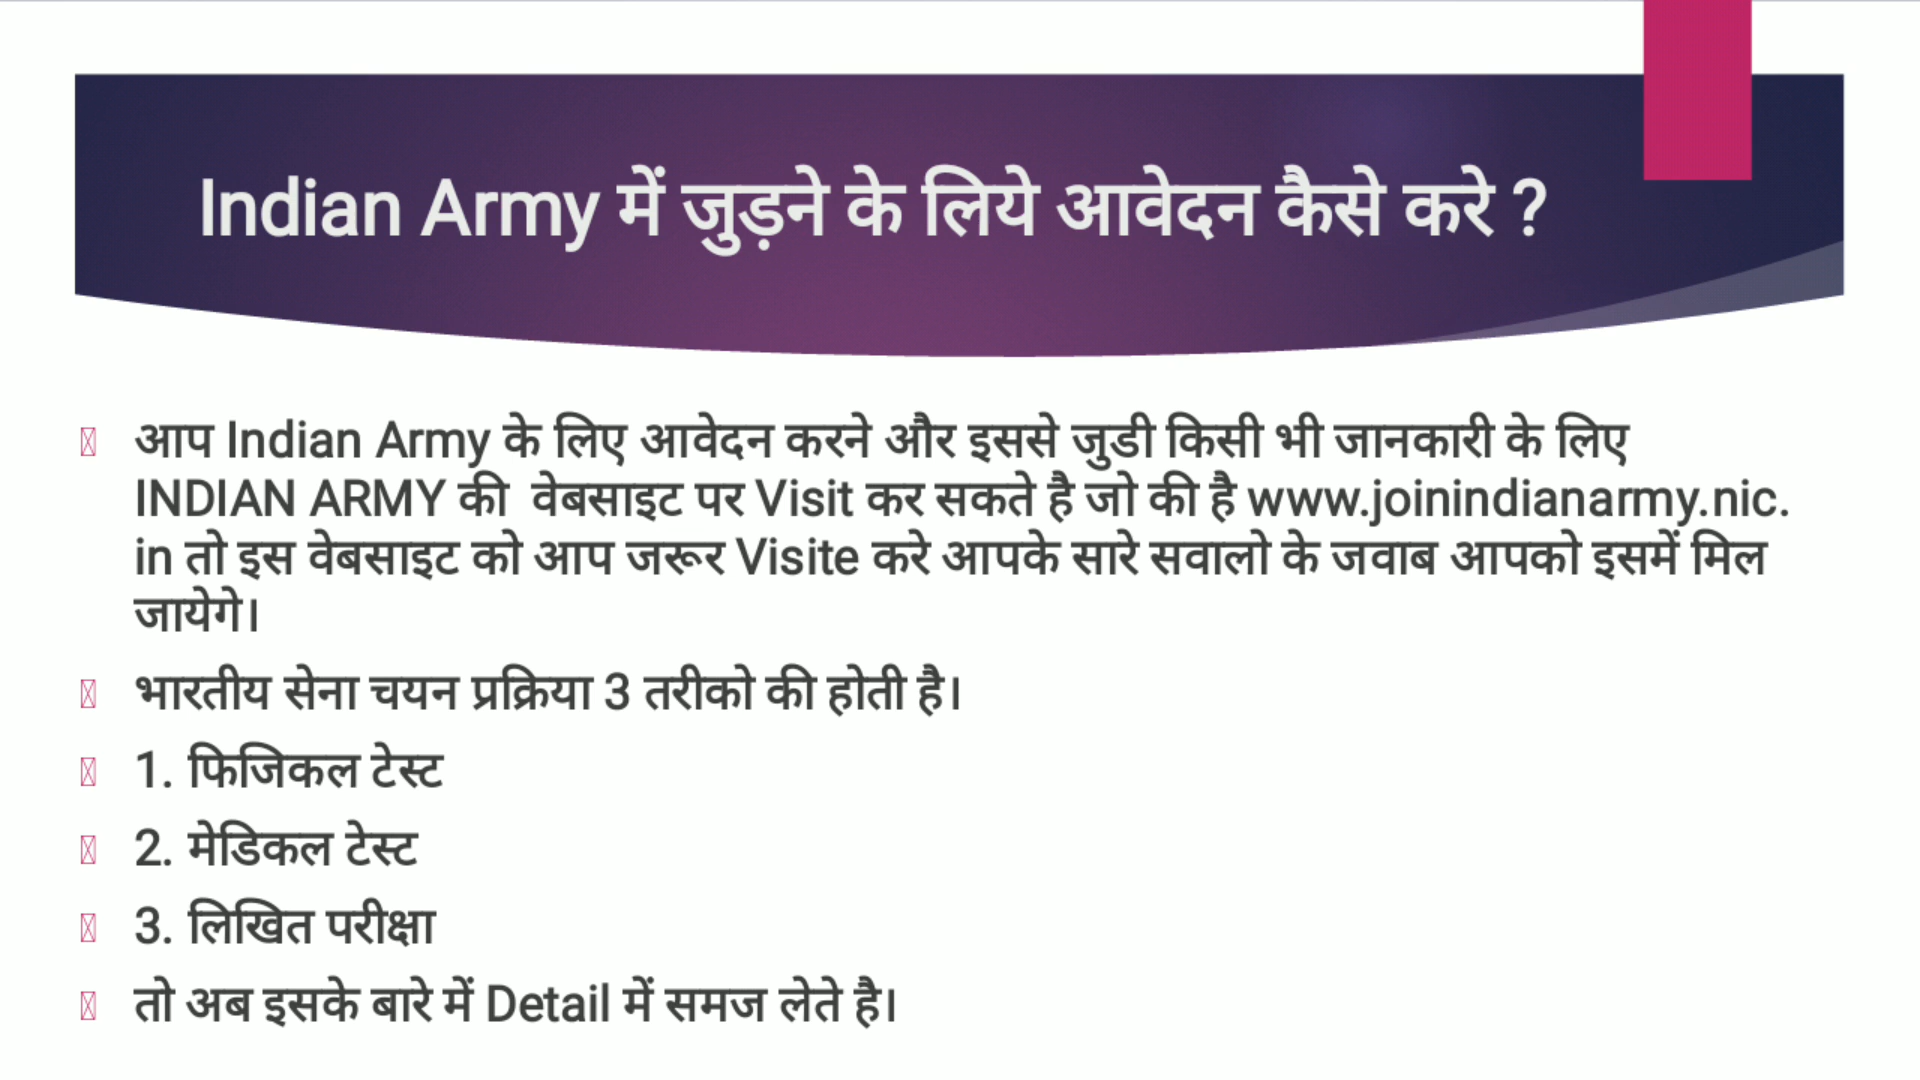 Indian Army में जुड़ने के लिये आवेदन कैसे करे ?
आप Indian Army के लिए आवेदन करने और इससे जुडी किसी भी जानकारी के लिए
INDIAN ARMY की वेबसाइट पर Visit कर सकते है जो की है www.joinindianarmy.nic.
in तो इस वेबसाइट को आप जरूर Visite करे आपके सारे सवालो के जवाब आपको इसमें मिल
जायेगे।
भारतीय सेना चयन प्रक्रिया 3 तरीको की होती है।
1. फिजिकल टेस्ट
2. मेडिकल टेस्ट
3. लिखित परीक्षा
तो अब इसके बारे में Detail में समज लेते है।